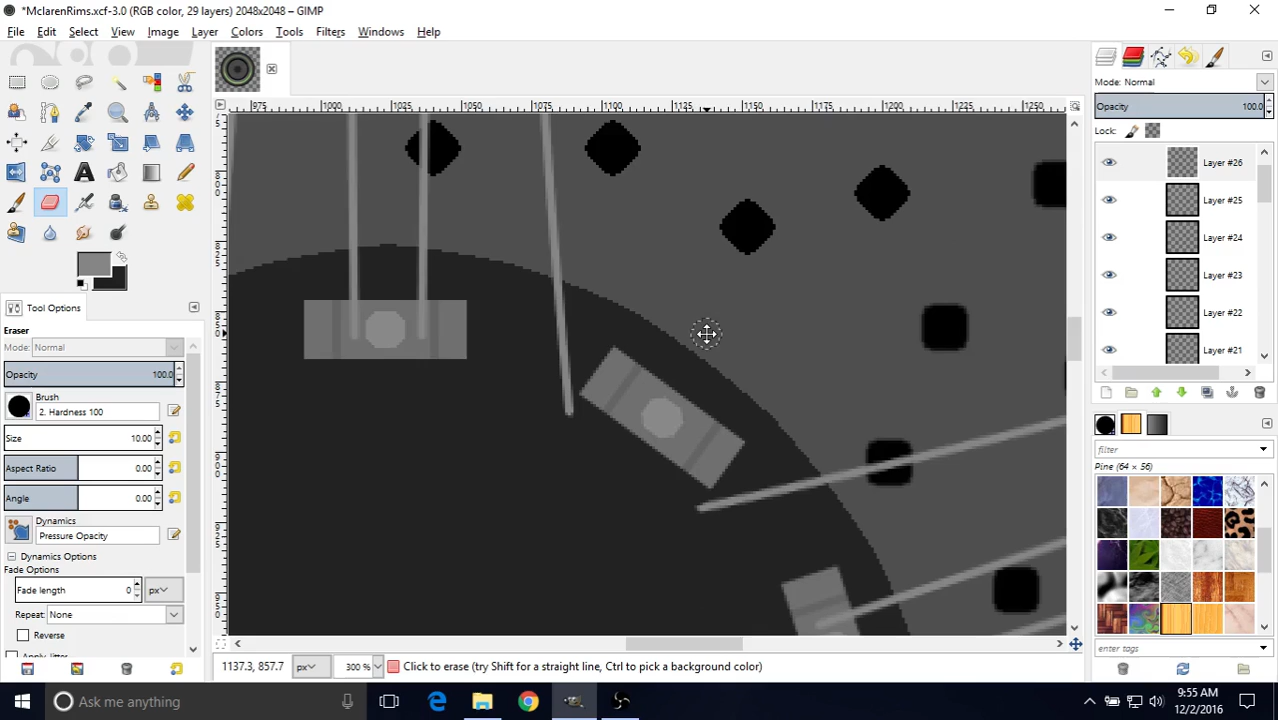 *MclarenRims.xcf-3.0 (RGB color, 29 layers) 2048x2048 – GIMP
File Edit Select View Image Layer Colors Tools Filters Windows Help
Mode: Normal
Opacity 100.0
Lock:
975 1000 1025 1050 1075 1100 1125 1150 1175 1200 1225 1250
Layer #26
Layer #25
Layer #24
Layer #23
Layer #22
Layer #21
Tool Options
Eraser
Mode: Normal
Opacity 100.0
Brush
2. Hardness 100
Size 10.00
Aspect Ratio 0.00
Angle 0.00
Dynamics
Pressure Opacity
Dynamics Options
Fade Options
Fade length 0 px
Repeat: None
Reverse
filter
Pine (64 × 56)
enter tags
1137.3, 857.7 px 300 % Click to erase (try Shift for a straight line, Ctrl to pick a background color)
Ask me anything
9:55 AM
12/2/2016